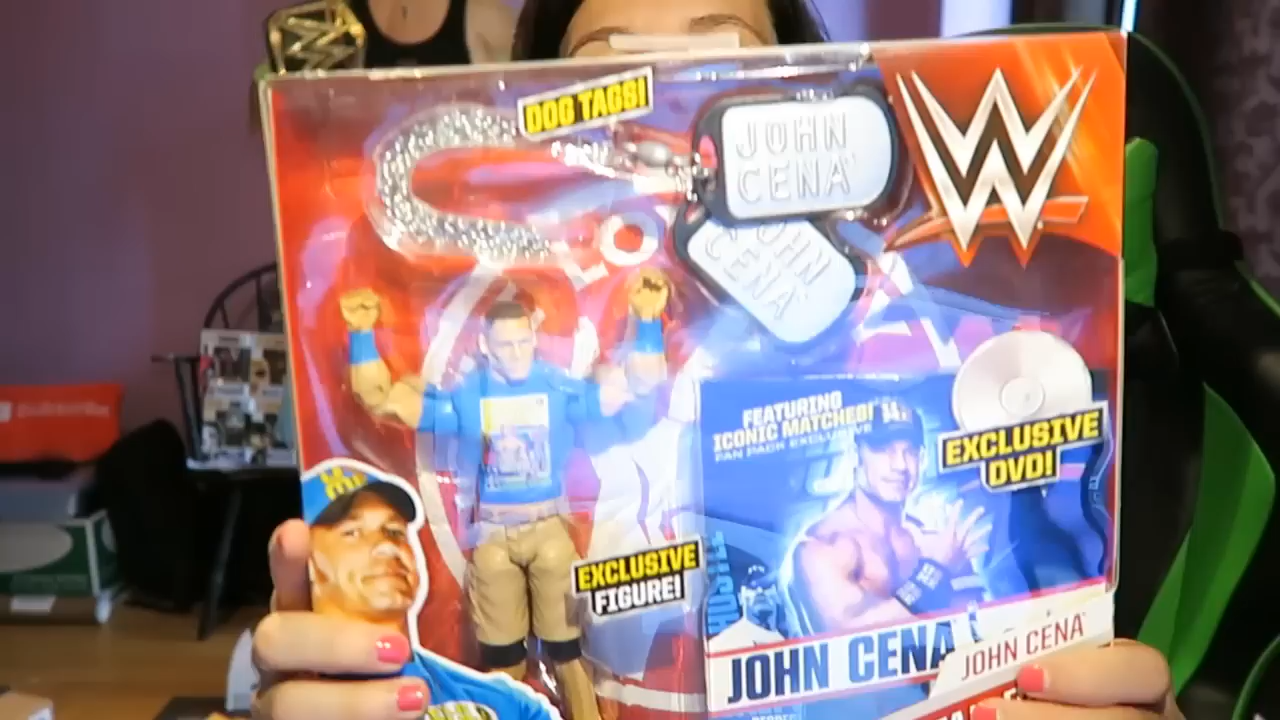 DOG TAGS!
JOHN
CENA
JOHN
CENA
W
FEATURING
ICONIC MATCHES!
FAN PACK EXCLUSIVE
EXCLUSIVE
DVD!
EXCLUSIVE
FIGURE!
JOHN CENA
JOHN CENA